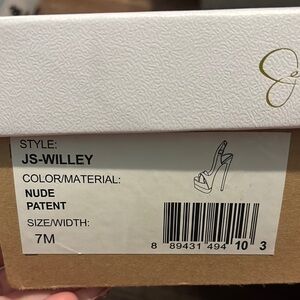 STYLE:
JS-WILLEY
COLOR/MATERIAL:
NUDE
PATENT
SIZE/WIDTH:
7M
8 89431 494 10 3